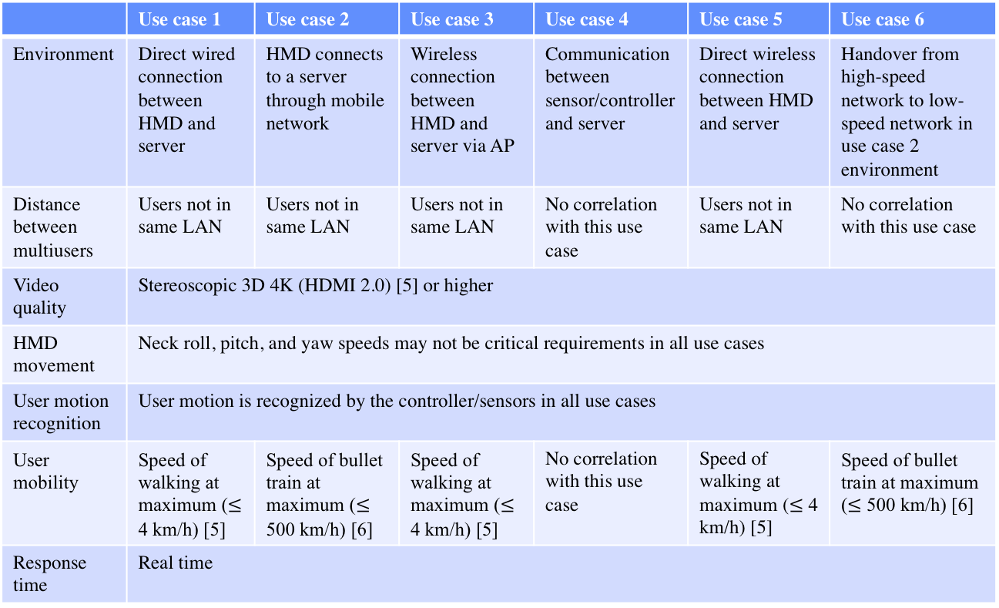 Use case 1
Use case 2
Use case 3
Use case 4
Use case 5
Use case 6
Environment
Direct wired
connection
between
HMD and
server
HMD connects
to a server
through mobile
network
Wireless
connection
between
HMD and
server via AP
Communication
between
sensor/controller
and server
Direct wireless
connection
between HMD
and server
Handover from
high-speed
network to low-
speed network in
use case 2
environment
Distance
between
multiusers
Users not in
same LAN
Users not in
same LAN
Users not in
same LAN
No correlation
with this use
case
Users not in
same LAN
No correlation
with this use case
Video
quality
Stereoscopic 3D 4K (HDMI 2.0) [5] or higher
HMD
movement
Neck roll, pitch, and yaw speeds may not be critical requirements in all use cases
User motion
recognition
User motion is recognized by the controller/sensors in all use cases
User
mobility
Speed of
walking at
maximum (≤
4 km/h) [5]
Speed of bullet
train at
maximum (≤
500 km/h) [6]
Speed of
walking at
maximum (≤
4 km/h) [5]
No correlation
with this use
case
Speed of
walking at
maximum (≤ 4
km/h) [5]
Speed of bullet
train at maximum
(≤ 500 km/h) [6]
Response
time
Real time